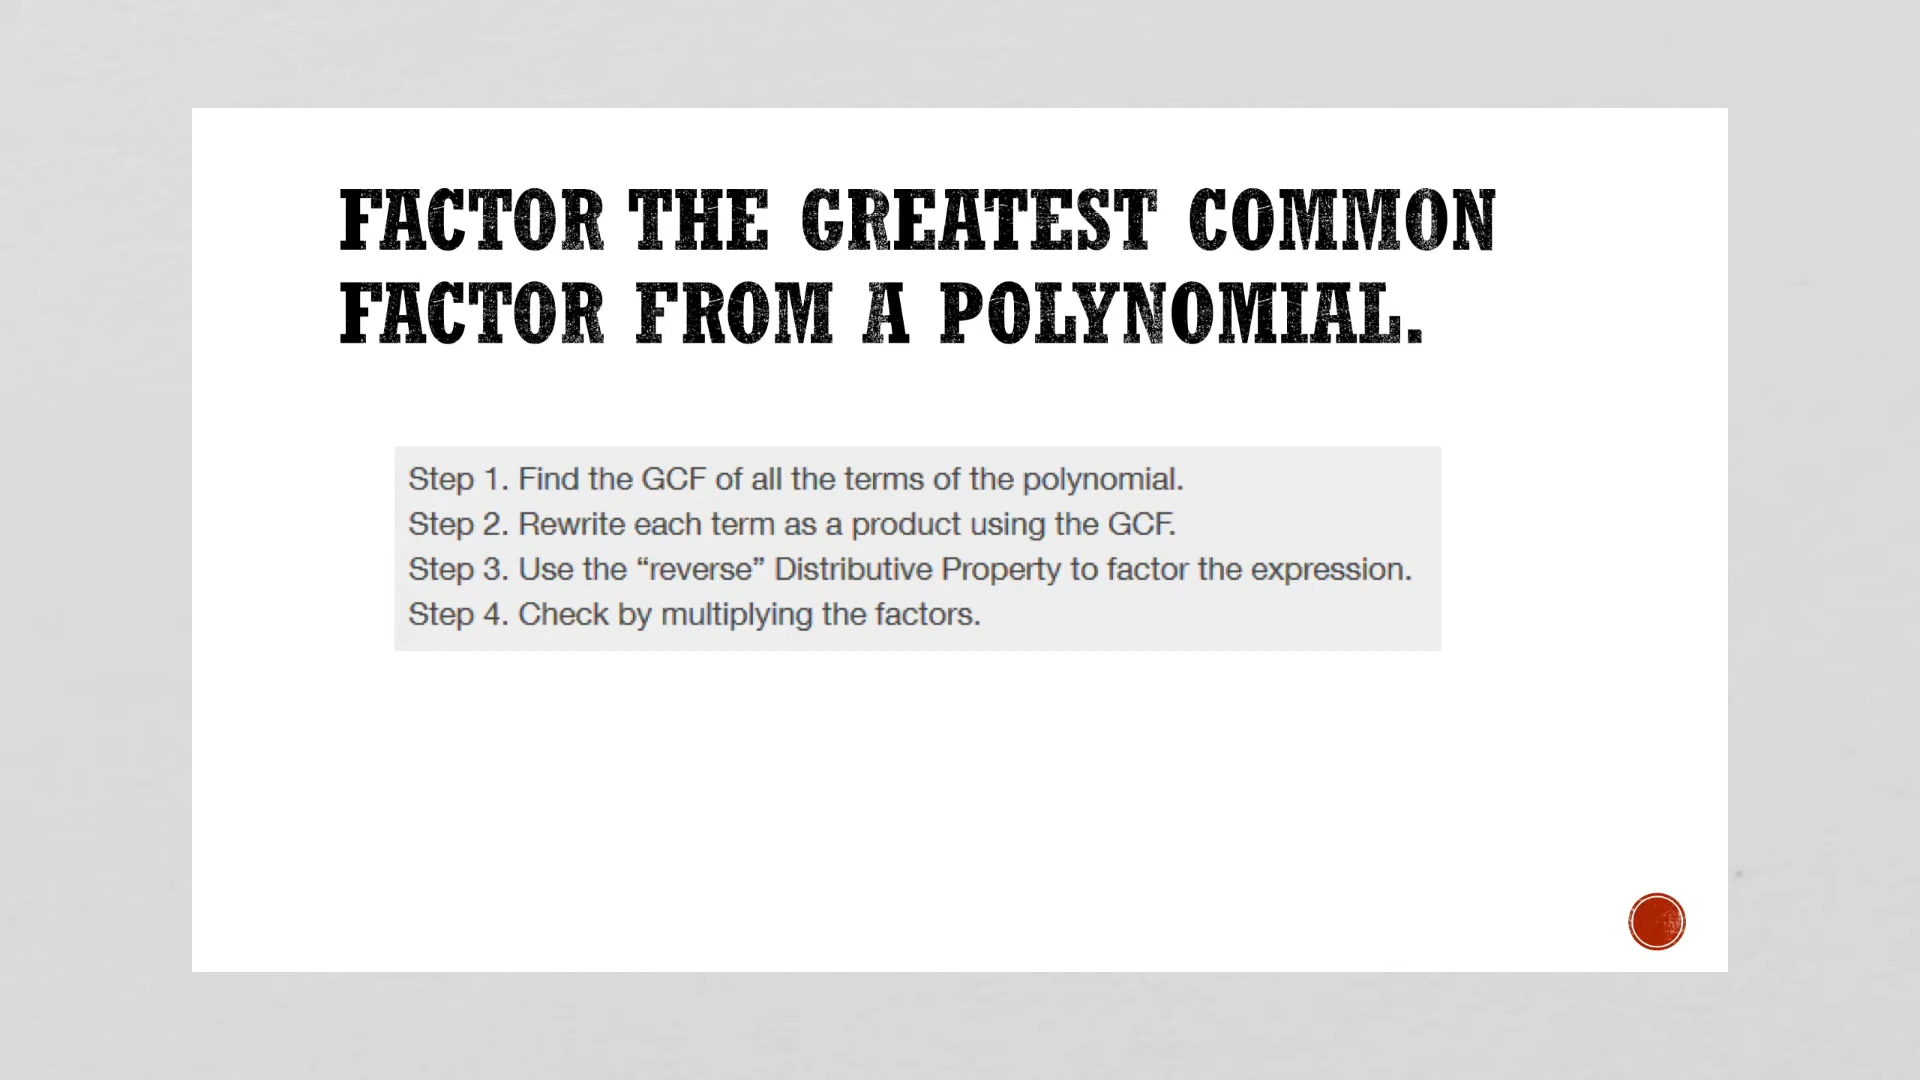 FACTOR THE GREATEST COMMON
FACTOR FROM A POLYNOMIAL.
Step 1. Find the GCF of all the terms of the polynomial.
Step 2. Rewrite each term as a product using the GCF.
Step 3. Use the “reverse” Distributive Property to factor the expression.
Step 4. Check by multiplying the factors.